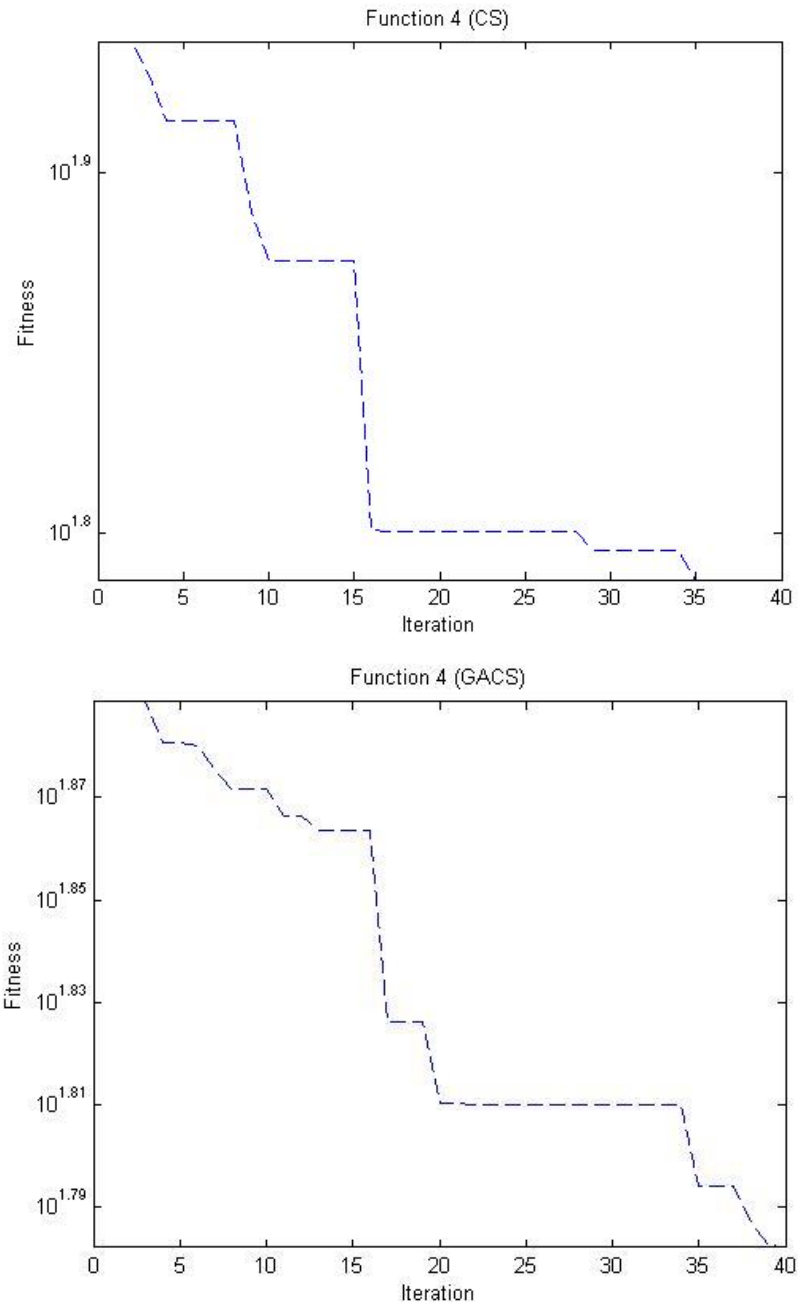 Function 4 (CS)
10^1.9
10^1.8
Fitness
0 5 10 15 20 25 30 35 40
Iteration
Function 4 (GACS)
10^1.87
10^1.85
10^1.83
10^1.81
10^1.79
Fitness
0 5 10 15 20 25 30 35 40
Iteration